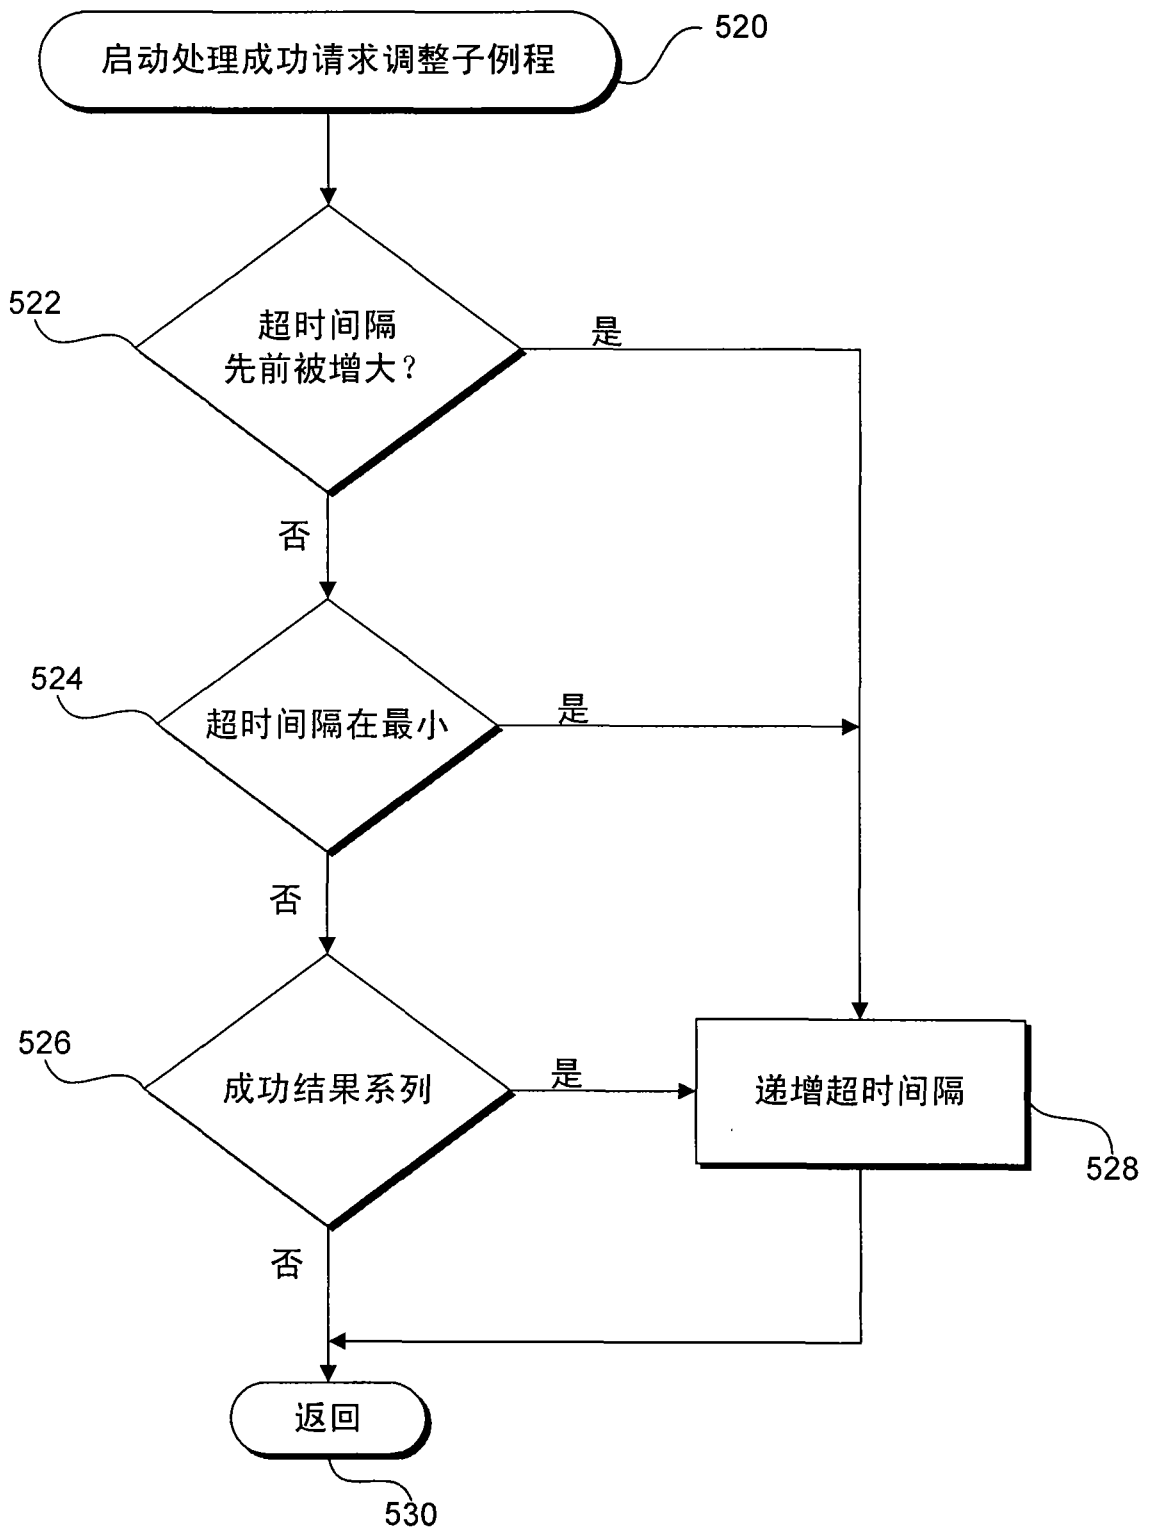 启动处理成功请求调整子例程
520
522
超时间隔
先前被增大?
是
否
524
超时间隔在最小
是
否
526
成功结果系列
是
递增超时间隔
528
否
返回
530